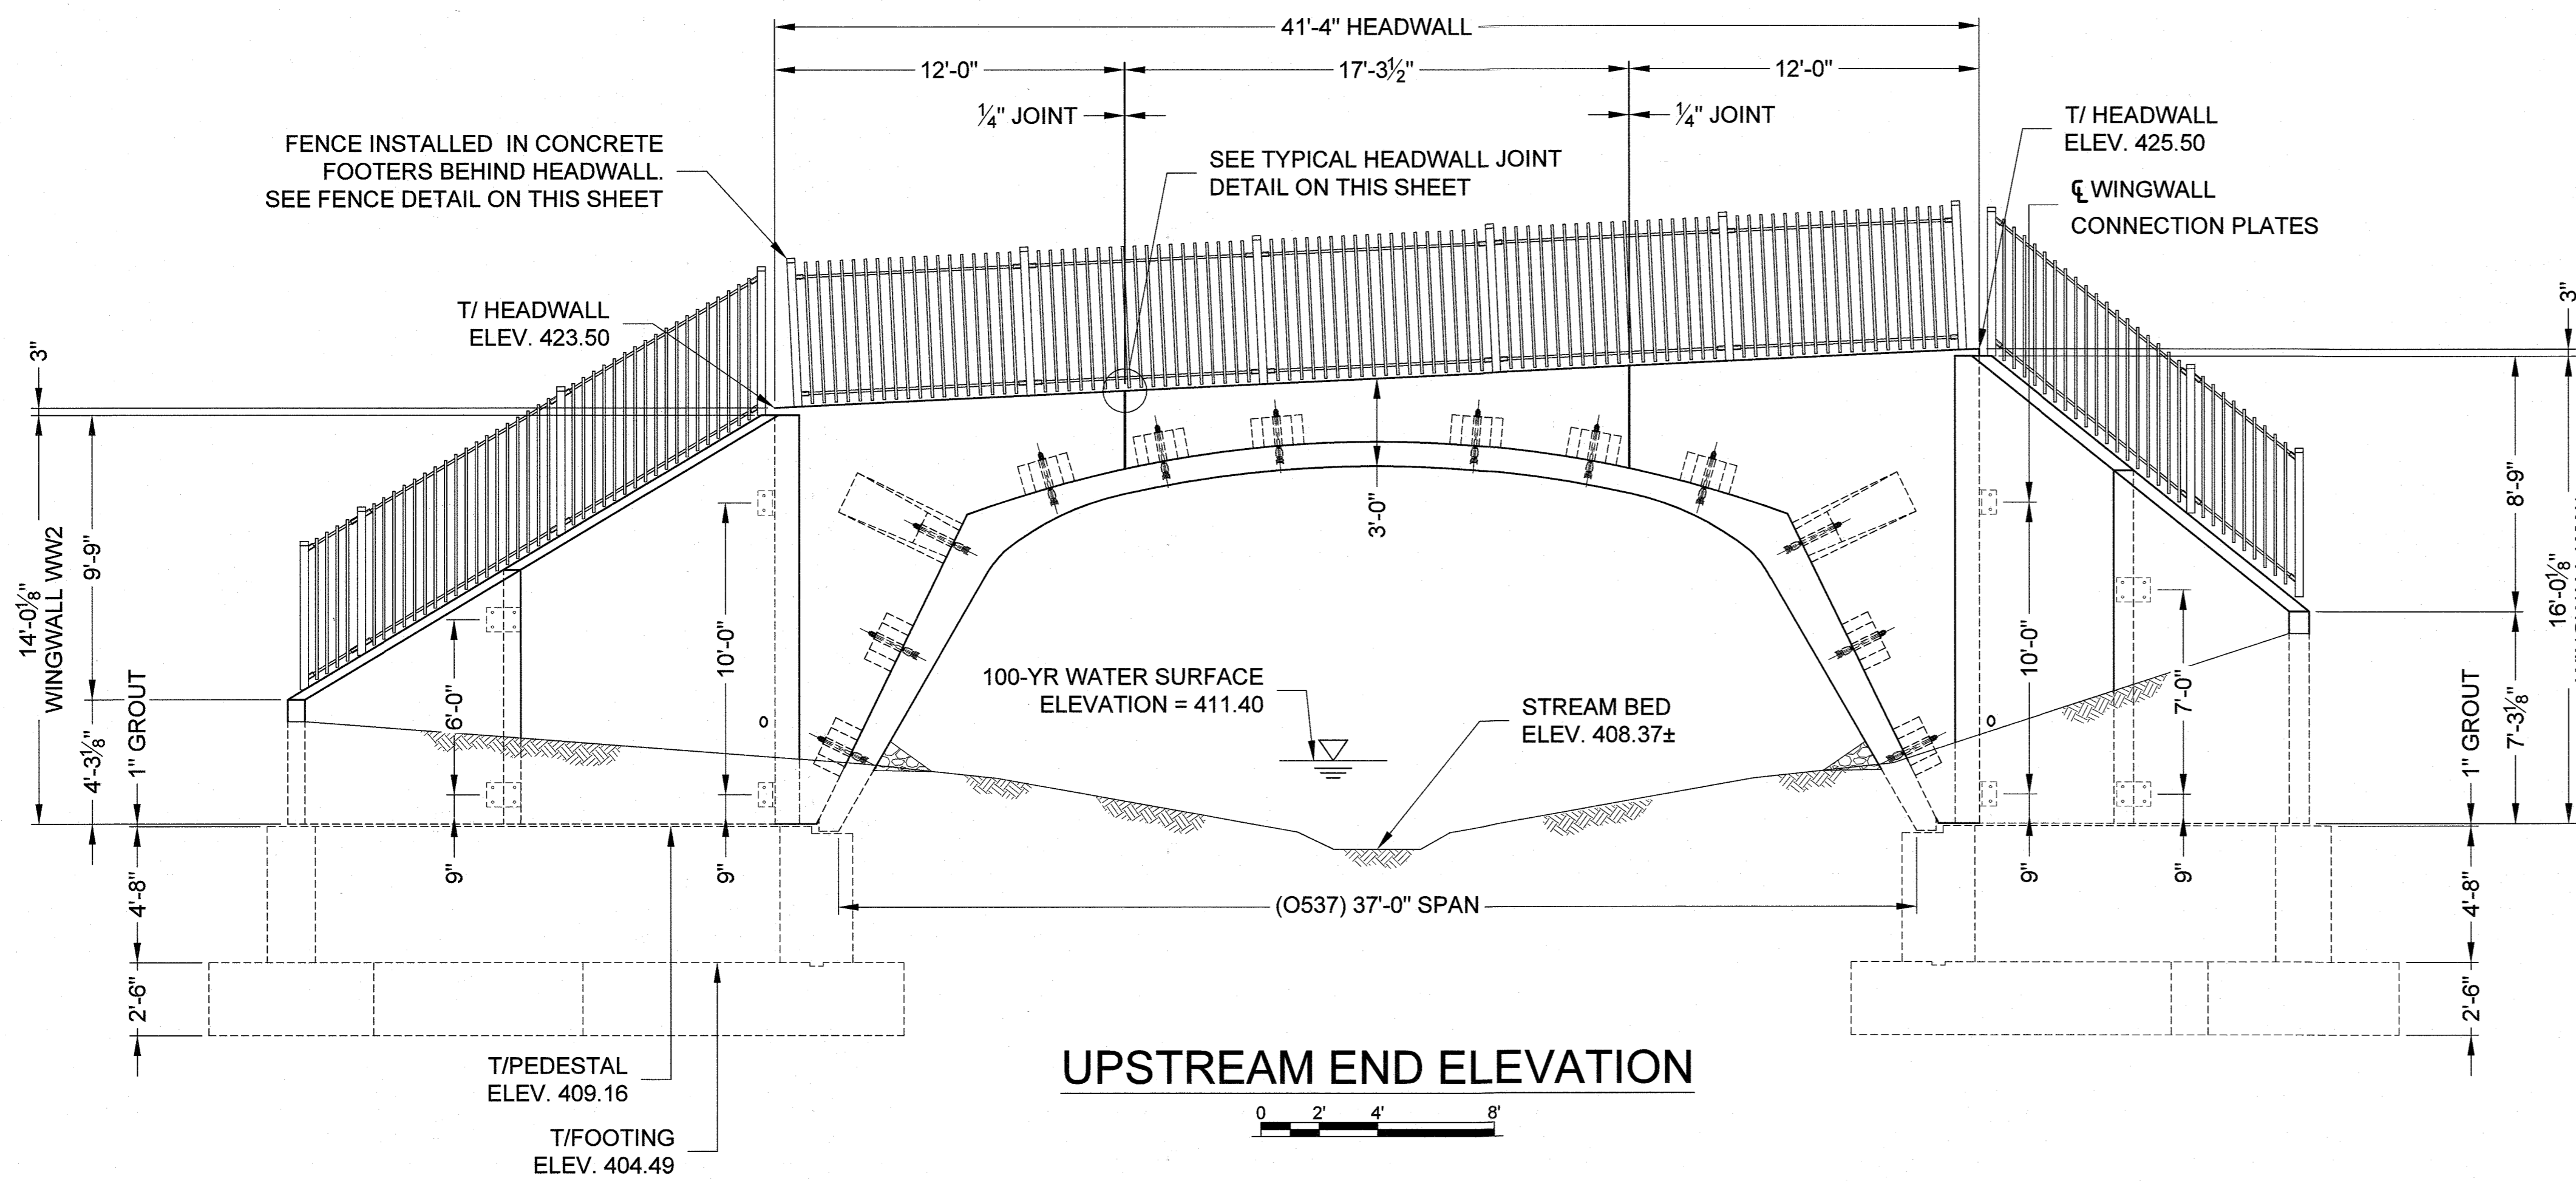 41'-4" HEADWALL
12'-0"
17'-3½"
12'-0"
¼" JOINT
¼" JOINT
FENCE INSTALLED IN CONCRETE
FOOTERS BEHIND HEADWALL.
SEE FENCE DETAIL ON THIS SHEET
SEE TYPICAL HEADWALL JOINT
DETAIL ON THIS SHEET
T/ HEADWALL
ELEV. 425.50
℄ WINGWALL
CONNECTION PLATES
T/ HEADWALL
ELEV. 423.50
3"
3"
14'-0⅛"
WINGWALL WW2
9'-9"
4'-3⅛"
1" GROUT
6'-0"
10'-0"
9"
9"
3'-0"
100-YR WATER SURFACE
ELEVATION = 411.40
STREAM BED
ELEV. 408.37±
10'-0"
7'-0"
9"
9"
8'-9"
7'-3⅛"
16'-0⅛"
1" GROUT
4'-8"
2'-6"
4'-8"
2'-6"
(O537) 37'-0" SPAN
T/PEDESTAL
ELEV. 409.16
T/FOOTING
ELEV. 404.49
UPSTREAM END ELEVATION
0 2' 4' 8'